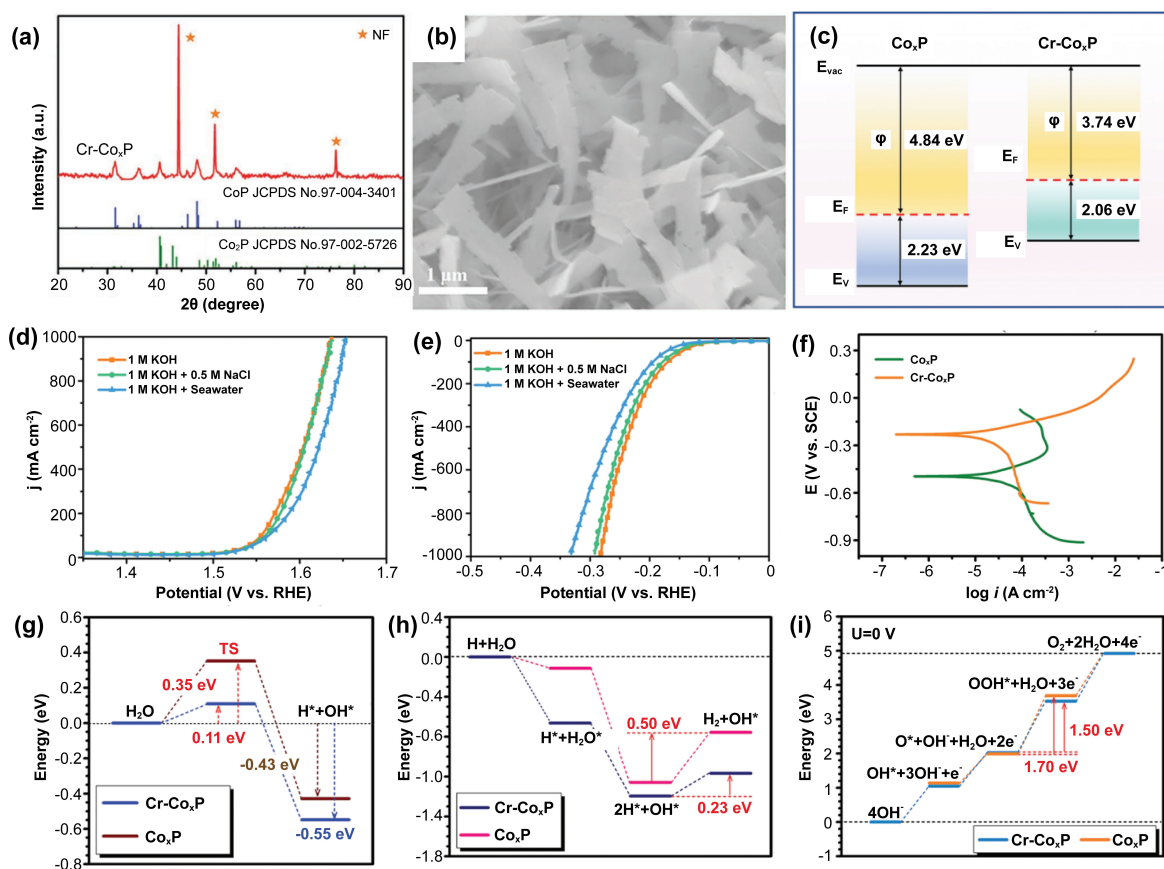 (a)
★ NF
Cr-CoₓP
CoP JCPDS No.97-004-3401
Co₂P JCPDS No.97-002-5726
Intensity (a.u.)
20 30 40 50 60 70 80 90
2θ (degree)
(b)
1 µm
(c)
CoₓP
Cr-CoₓP
Eᵥₐc
φ 4.84 eV
φ 3.74 eV
E_F
E_F
2.23 eV
2.06 eV
E_V
E_V
(d)
1000
800
600
400
200
0
j (mA cm⁻²)
1 M KOH
1 M KOH + 0.5 M NaCl
1 M KOH + Seawater
1.4 1.5 1.6 1.7
Potential (V vs. RHE)
(e)
0
-200
-400
-600
-800
-1000
j (mA cm⁻²)
1 M KOH
1 M KOH + 0.5 M NaCl
1 M KOH + Seawater
-0.5 -0.4 -0.3 -0.2 -0.1 0
Potential (V vs. RHE)
(f)
0.3
0.0
-0.3
-0.6
-0.9
E (V vs. SCE)
CoₓP
Cr-CoₓP
-7 -6 -5 -4 -3 -2 -1
log i (A cm⁻²)
(g)
0.6
0.4
0.2
0.0
-0.2
-0.4
-0.6
-0.8
Energy (eV)
TS
0.35 eV
H₂O
H*+OH*
0.11 eV
-0.43 eV
-0.55 eV
Cr-CoₓP
CoₓP
(h)
0.4
0.0
-0.4
-0.6
-1.0
-1.4
-1.8
Energy (eV)
H+H₂O
0.50 eV
H₂+OH*
H*+H₂O*
2H*+OH*
0.23 eV
Cr-CoₓP
CoₓP
(i)
6
5
4
3
2
1
0
-1
Energy (eV)
U=0 V
O₂+2H₂O+4e⁻
OOH*+H₂O+3e⁻
O*+OH⁻+H₂O+2e⁻
1.50 eV
1.70 eV
OH*+3OH⁻+e⁻
4OH⁻
Cr-CoₓP CoₓP